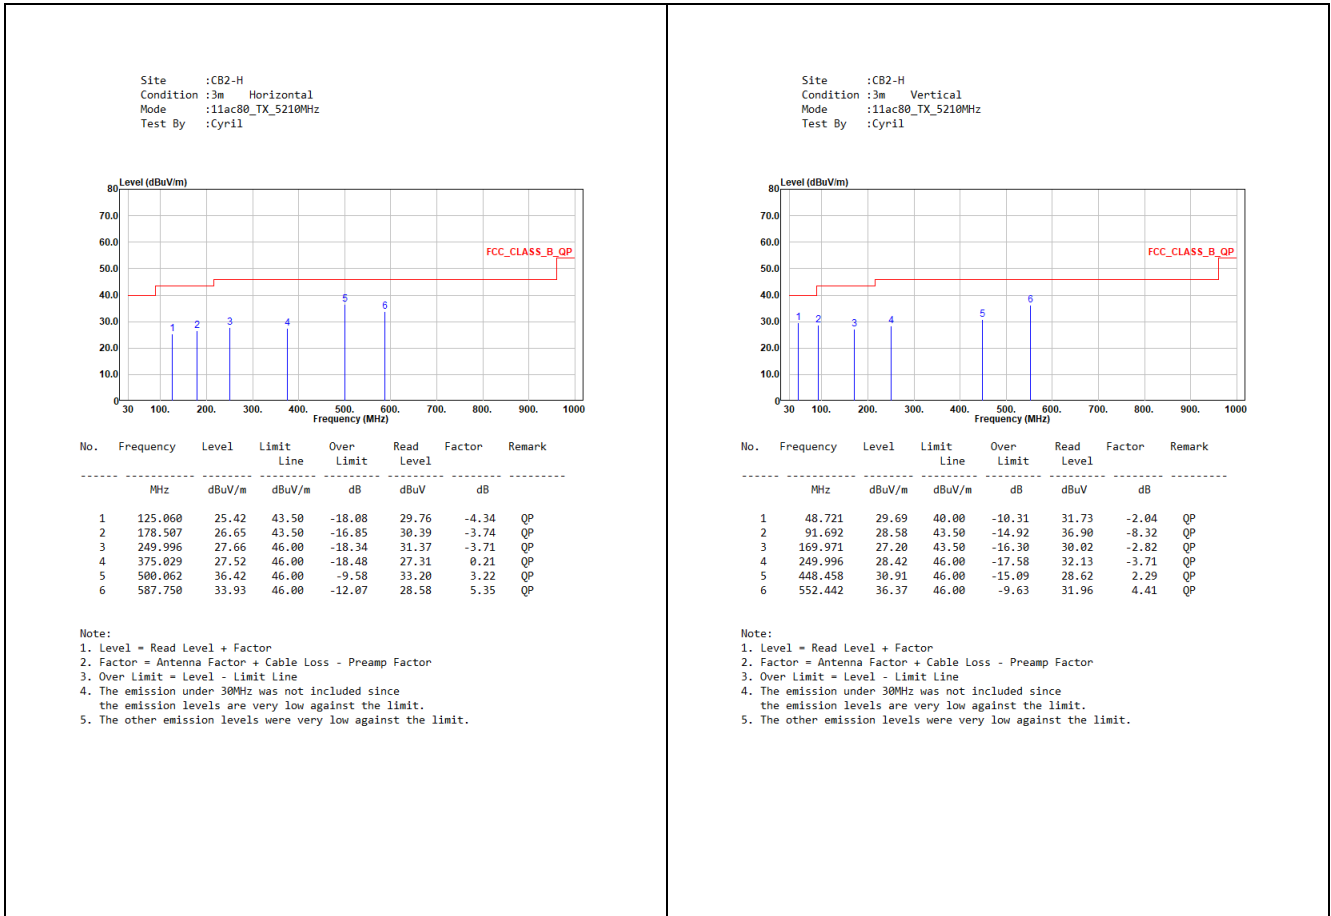 Site :CB2-H
Condition :3m Horizontal
Mode :11ac80_TX_5210MHz
Test By :Cyril
Level (dBuV/m)
80
70.0
60.0
FCC_CLASS_B_QP
50.0
40.0
30.0
20.0
10.0
0
1 2 3 4 5 6
30 100. 200. 300. 400. 500. 600. 700. 800. 900. 1000
Frequency (MHz)
No. Frequency Level Limit Over Read Factor Remark
Line Limit Level
------ ---------- -------- --------- -------- --------- -------- ---------
MHz dBuV/m dBuV/m dB dBuV dB
1 125.060 25.42 43.50 -18.08 29.76 -4.34 QP
2 178.507 26.65 43.50 -16.85 30.39 -3.74 QP
3 249.996 27.66 46.00 -18.34 31.37 -3.71 QP
4 375.029 27.52 46.00 -18.48 27.31 0.21 QP
5 500.062 36.42 46.00 -9.58 33.20 3.22 QP
6 587.750 33.93 46.00 -12.07 28.58 5.35 QP
Note:
1. Level = Read Level + Factor
2. Factor = Antenna Factor + Cable Loss - Preamp Factor
3. Over Limit = Level - Limit Line
4. The emission under 30MHz was not included since
the emission levels are very low against the limit.
5. The other emission levels were very low against the limit.
Site :CB2-H
Condition :3m Vertical
Mode :11ac80_TX_5210MHz
Test By :Cyril
Level (dBuV/m)
80
70.0
60.0
FCC_CLASS_B_QP
50.0
40.0
30.0
20.0
10.0
0
1 2 3 4 5 6
30 100. 200. 300. 400. 500. 600. 700. 800. 900. 1000
Frequency (MHz)
No. Frequency Level Limit Over Read Factor Remark
Line Limit Level
------ ---------- -------- --------- -------- --------- -------- ---------
MHz dBuV/m dBuV/m dB dBuV dB
1 48.721 29.69 40.00 -10.31 31.73 -2.04 QP
2 91.692 28.58 43.50 -14.92 36.90 -8.32 QP
3 169.971 27.20 43.50 -16.30 30.02 -2.82 QP
4 249.996 28.42 46.00 -17.58 32.13 -3.71 QP
5 448.458 30.91 46.00 -15.09 28.62 2.29 QP
6 552.442 36.37 46.00 -9.63 31.96 4.41 QP
Note:
1. Level = Read Level + Factor
2. Factor = Antenna Factor + Cable Loss - Preamp Factor
3. Over Limit = Level - Limit Line
4. The emission under 30MHz was not included since
the emission levels are very low against the limit.
5. The other emission levels were very low against the limit.